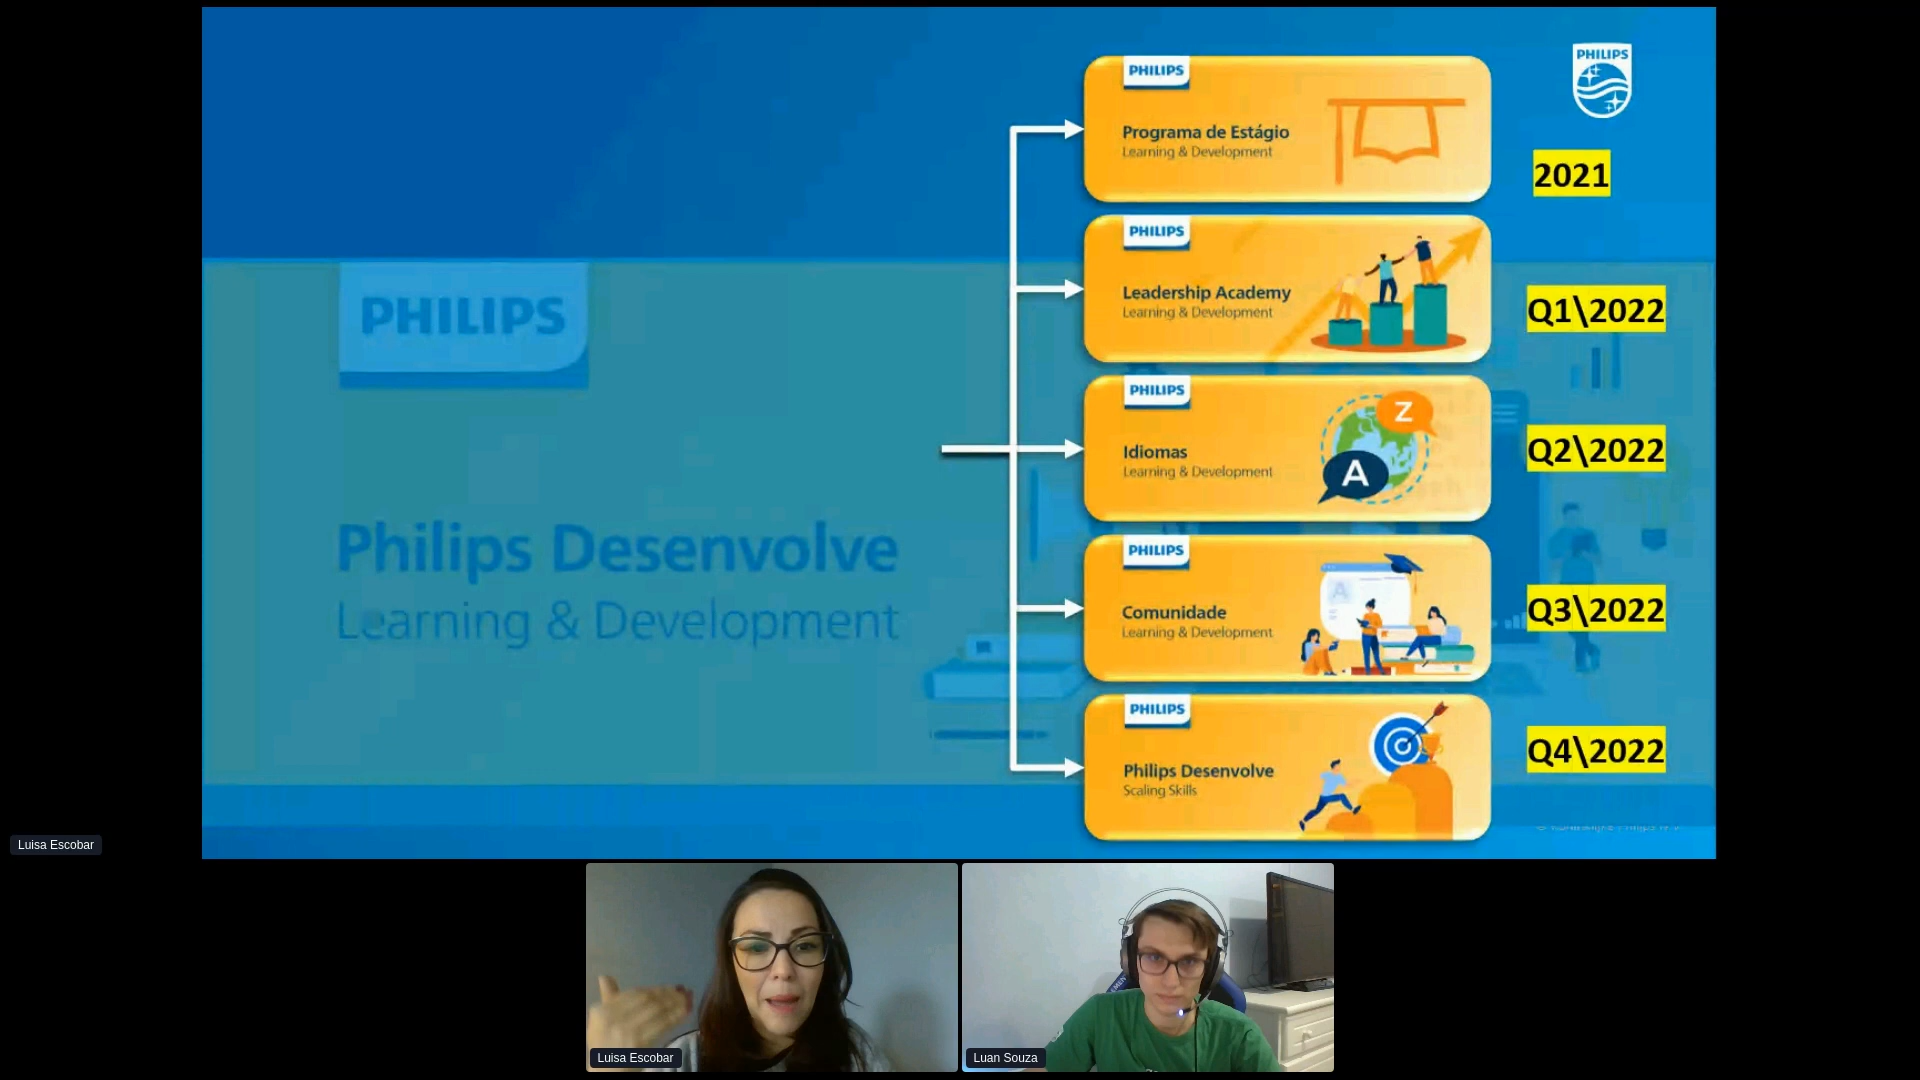 PHILIPS
PHILIPS
Programa de Estágio
Learning & Development
2021
PHILIPS
Leadership Academy
Learning & Development
Q1\2022
PHILIPS
Philips Desenvolve
Learning & Development
PHILIPS
Idiomas
Learning & Development
Z
A
Q2\2022
PHILIPS
Comunidade
Learning & Development
A
Q3\2022
PHILIPS
Philips Desenvolve
Scaling Skills
Q4\2022
Luisa Escobar
Luisa Escobar
Luan Souza